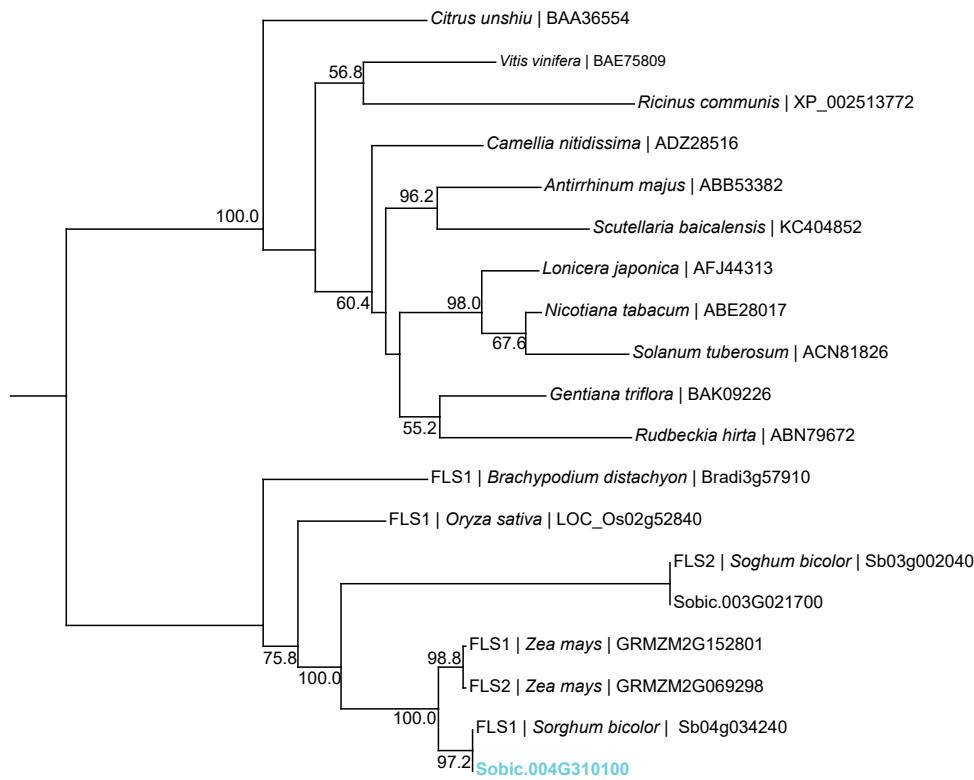 Citrus unshiu | BAA36554
Vitis vinifera | BAE75809
56.8
Ricinus communis | XP_002513772
Camellia nitidissima | ADZ28516
Antirrhinum majus | ABB53382
96.2
100.0
Scutellaria baicalensis | KC404852
Lonicera japonica | AFJ44313
60.4
98.0
Nicotiana tabacum | ABE28017
67.6
Solanum tuberosum | ACN81826
Gentiana triflora | BAK09226
55.2
Rudbeckia hirta | ABN79672
FLS1 | Brachypodium distachyon | Bradi3g57910
FLS1 | Oryza sativa | LOC_Os02g52840
FLS2 | Soghum bicolor | Sb03g002040
Sobic.003G021700
FLS1 | Zea mays | GRMZM2G152801
75.8
98.8
100.0
FLS2 | Zea mays | GRMZM2G069298
100.0
FLS1 | Sorghum bicolor | Sb04g034240
97.2
Sobic.004G310100